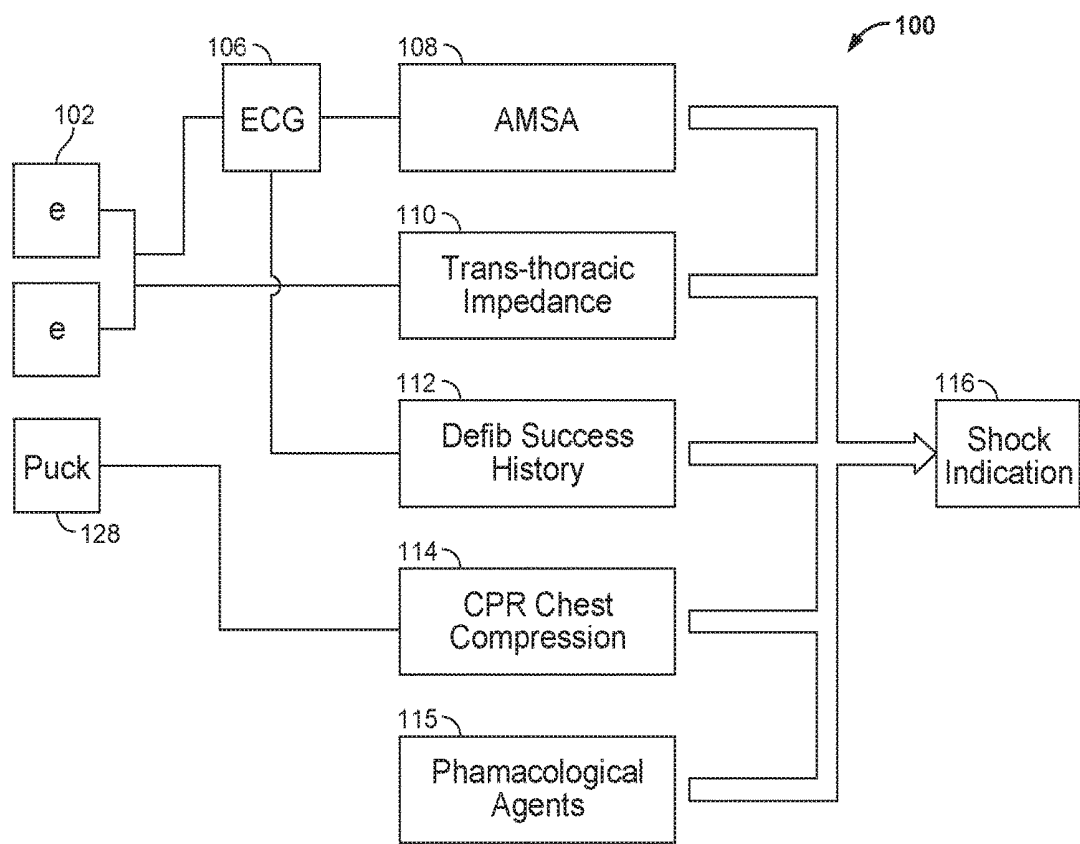 100
106
ECG
108
AMSA
102
e
e
110
Trans-thoracic
Impedance
112
Defib Success
History
116
Shock
Indication
Puck
128
114
CPR Chest
Compression
115
Phamacological
Agents